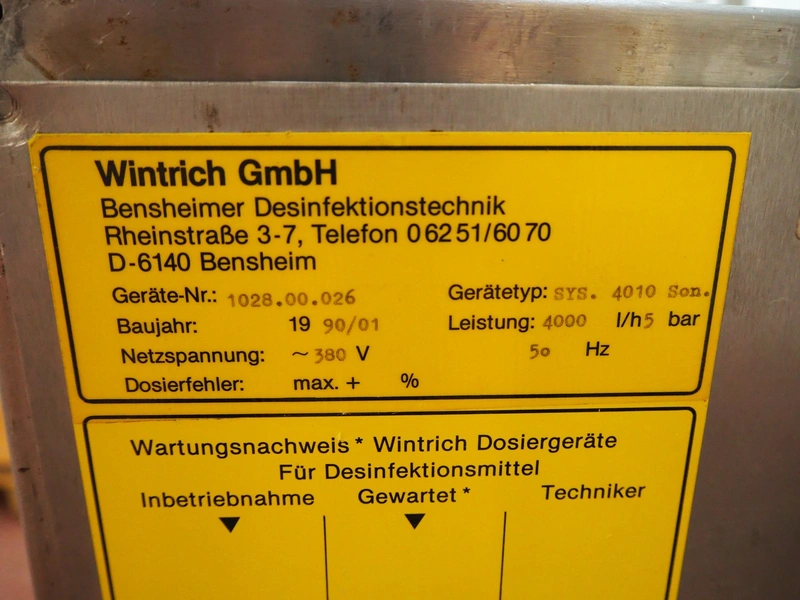 Wintrich GmbH
Bensheimer Desinfektionstechnik
Rheinstraße 3-7, Telefon 06251/6070
D-6140 Bensheim
Geräte-Nr.: 1028.00.026 Gerätetyp: SYS. 4010 Son.
Baujahr: 19 90/01 Leistung: 4000 l/h 5 bar
Netzspannung: ~ 380 V 50 Hz
Dosierfehler: max. + %
Wartungsnachweis * Wintrich Dosiergeräte
Für Desinfektionsmittel
Inbetriebnahme Gewartet * Techniker